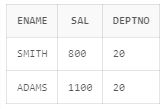 ENAME SAL DEPTNO
SMITH 800 20
ADAMS 1100 20